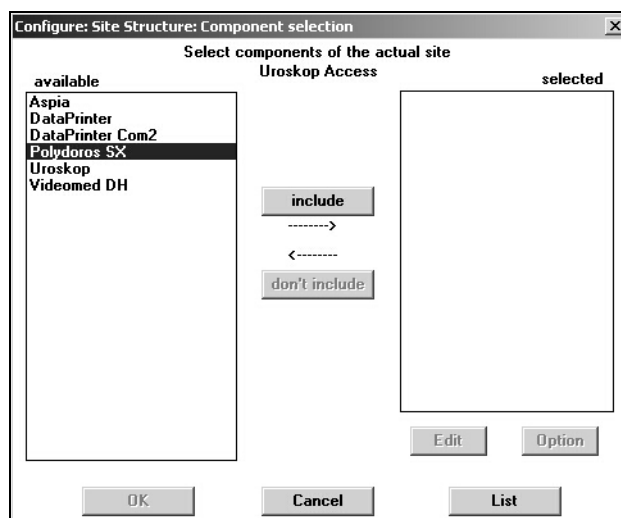 Configure: Site Structure: Component selection
Select components of the actual site
Uroskop Access
available
selected
Aspia
DataPrinter
DataPrinter Com2
Polydoros SX
Uroskop
Videomed DH
include
-------->
<--------
don't include
Edit
Option
OK
Cancel
List